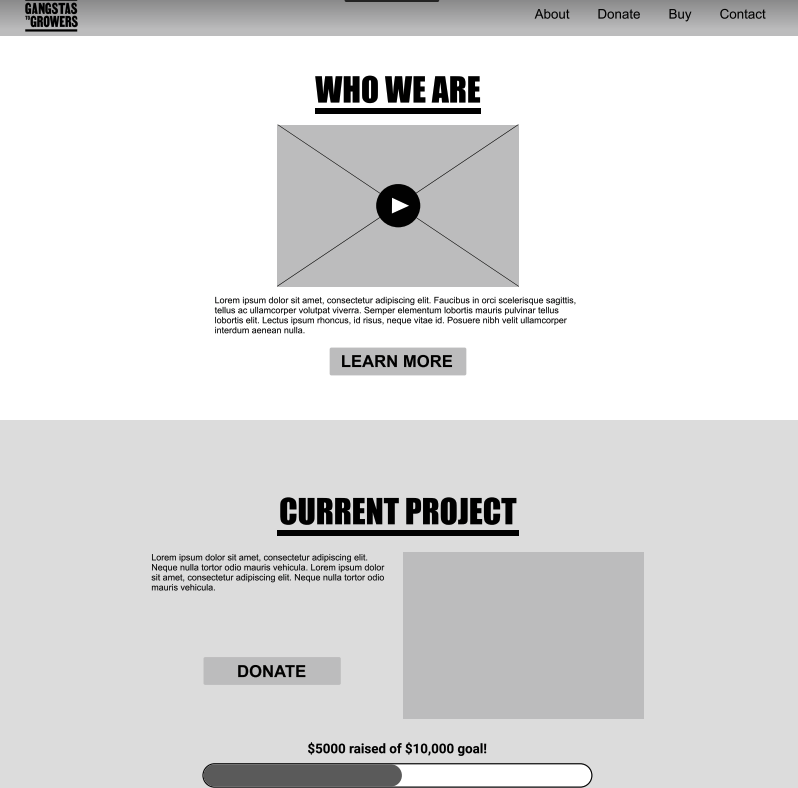 GANGSTAS
TO GROWERS
About Donate Buy Contact
WHO WE ARE
Lorem ipsum dolor sit amet, consectetur adipiscing elit. Faucibus in orci scelerisque sagittis,
tellus ac ullamcorper volutpat viverra. Semper elementum lobortis mauris pulvinar tellus
lobortis elit. Lectus ipsum rhoncus, id risus, neque vitae id. Posuere nibh velit ullamcorper
interdum aenean nulla.
LEARN MORE
CURRENT PROJECT
Lorem ipsum dolor sit amet, consectetur adipiscing elit.
Neque nulla tortor odio mauris vehicula. Lorem ipsum dolor
sit amet, consectetur adipiscing elit. Neque nulla tortor odio
mauris vehicula.
DONATE
$5000 raised of $10,000 goal!